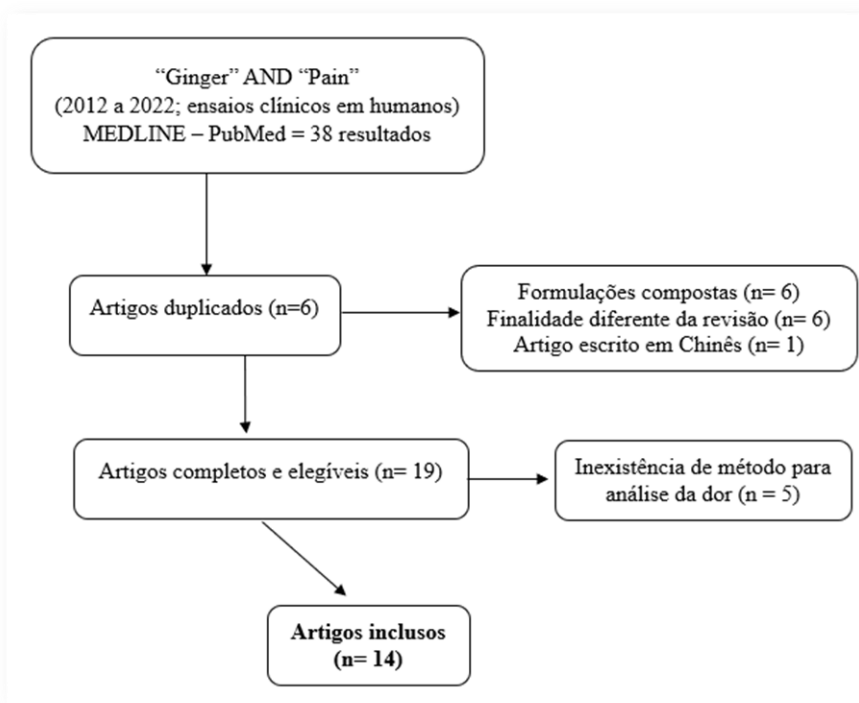 “Ginger” AND “Pain”
(2012 a 2022; ensaios clínicos em humanos)
MEDLINE – PubMed = 38 resultados
Artigos duplicados (n=6)
Formulações compostas (n= 6)
Finalidade diferente da revisão (n= 6)
Artigo escrito em Chinês (n= 1)
Artigos completos e elegíveis (n= 19)
Inexistência de método para
análise da dor (n = 5)
Artigos inclusos
(n= 14)